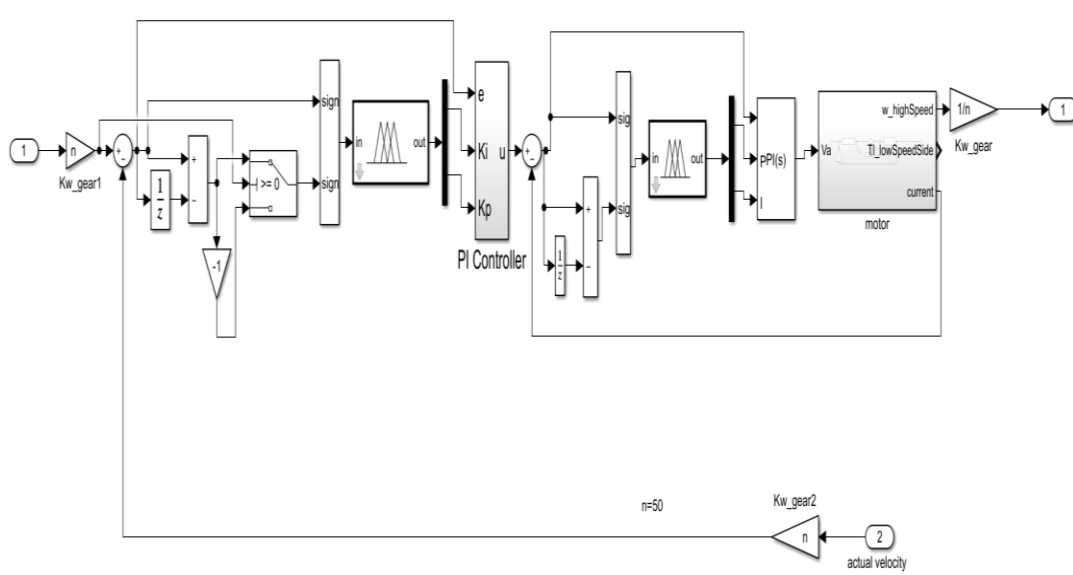 1
n
Kw_gear1
+
−
1
z
+
−
-1
>= 0
sign
sign
in
out
e
Ki
u
Kp
PI Controller
+
−
1
z
+
−
sig
sig
in
out
P
PI(s)
I
Va
w_highSpeed
Tl_lowSpeedSide
current
motor
1/n
Kw_gear
1
n=50
Kw_gear2
n
2
actual velocity